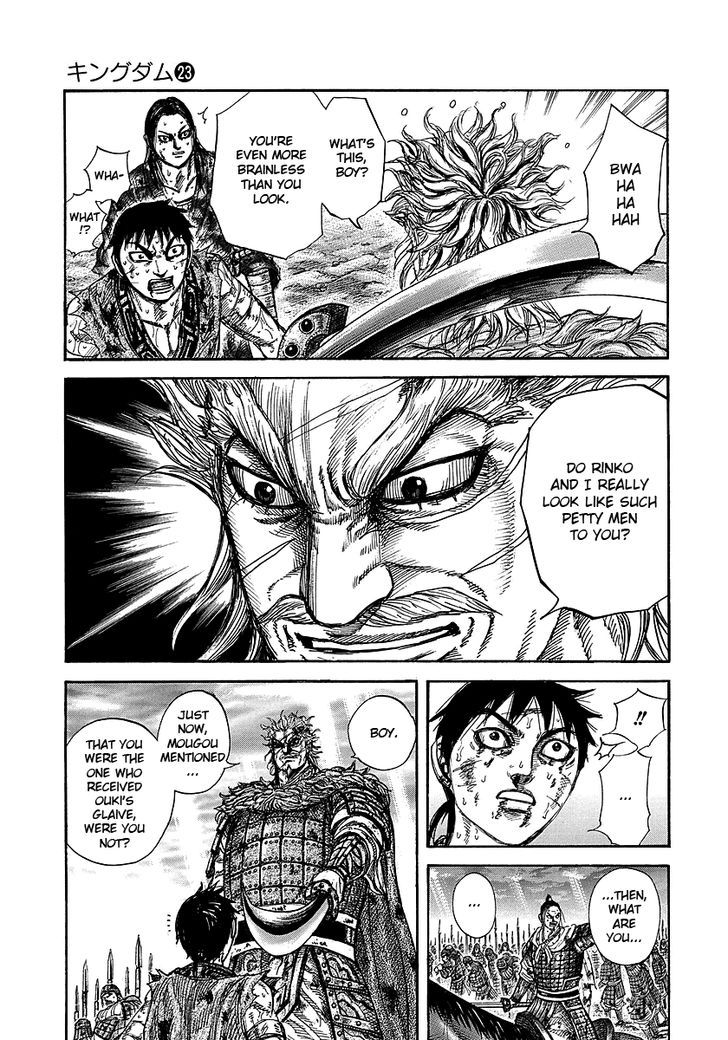 キングダム23
BWA
HA
HA
HAH
WHAT'S
THIS,
BOY?
YOU'RE
EVEN MORE
BRAINLESS
THAN YOU
LOOK.
WHA-
WHAT
!?
DO RINKO
AND I REALLY
LOOK LIKE SUCH
PETTY MEN
TO YOU?
!!
...
...THEN,
WHAT
ARE
YOU...
...
BOY.
JUST
NOW,
MOUGOU
MENTIONED
...
THAT YOU
WERE THE
ONE WHO
RECEIVED
OUKI'S
GLAIVE,
WERE YOU
NOT?